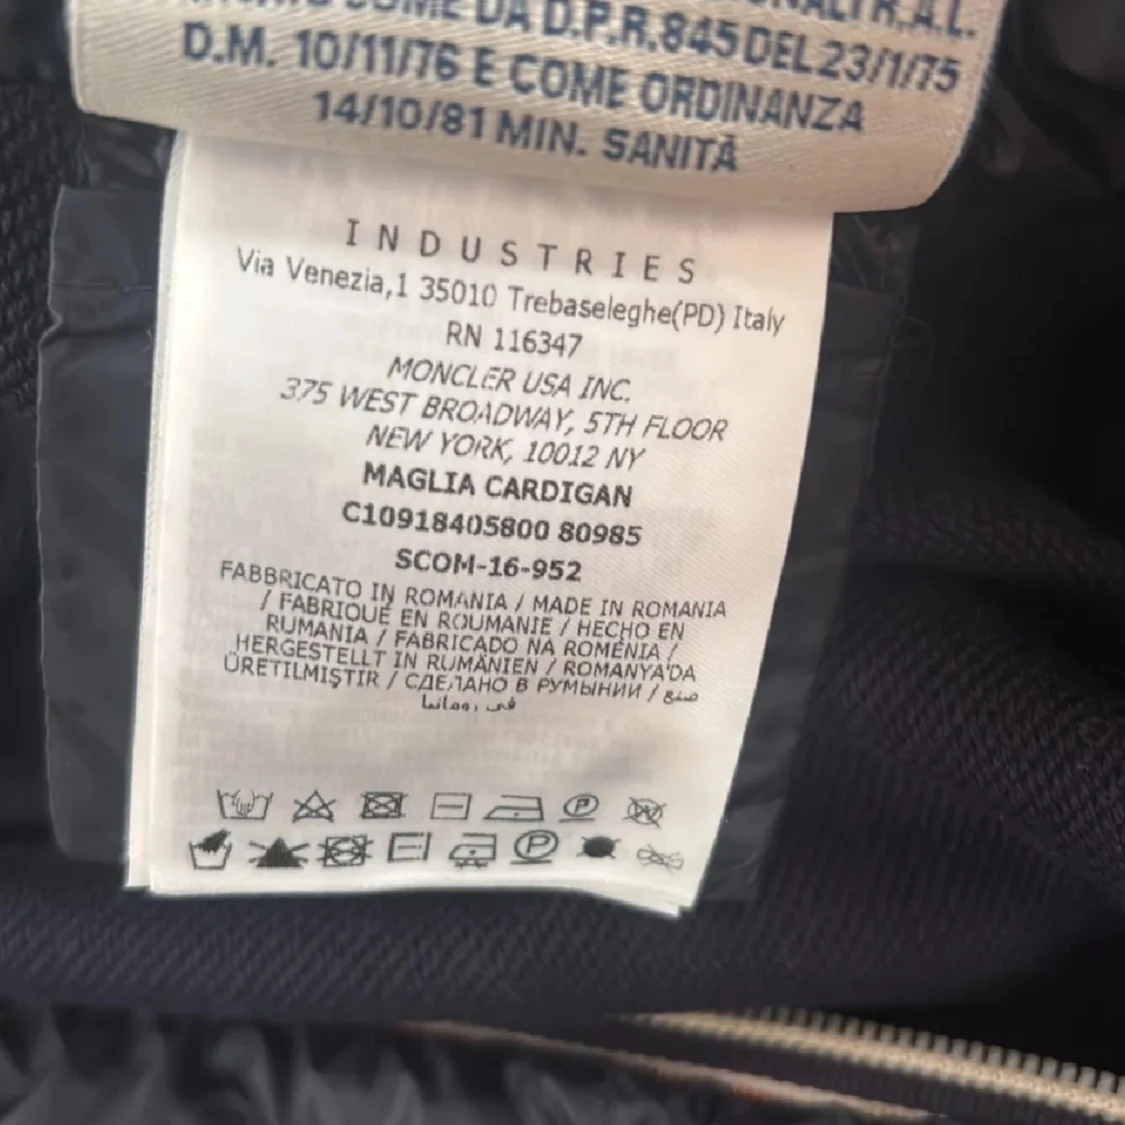 COME DA D.P.R.845 DEL 23/1/75
D.M. 10/11/76 E COME ORDINANZA
14/10/81 MIN. SANITÀ
INDUSTRIES
Via Venezia,1 35010 Trebaseleghe(PD) Italy
RN 116347
MONCLER USA INC.
375 WEST BROADWAY, 5TH FLOOR
NEW YORK, 10012 NY
MAGLIA CARDIGAN
C10918405800 80985
SCOM-16-952
FABBRICATO IN ROMANIA / MADE IN ROMANIA
/ FABRIQUÉ EN ROUMANIE / HECHO EN
RUMANIA / FABRICADO NA ROMÉNIA /
HERGESTELLT IN RUMÄNIEN / ROMANYA'DA
ÜRETILMIŞTIR / СДЕЛАНО В РУМЫНИИ / صنع
في رومانيا
P
W
P